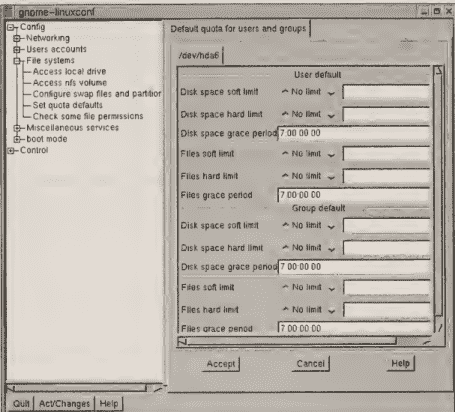 gnome-linuxconf
Config
Networking
Users accounts
File systems
Access local drive
Access nfs volume
Configure swap files and partition
Set quota defaults
Check some file permissions
Miscellaneous services
boot mode
Control
Default quota for users and groups
/dev/hda6
User default
Disk space soft limit No limit
Disk space hard limit No limit
Disk space grace period 7 00:00:00
Files soft limit No limit
Files hard limit No limit
Files grace period 7 00:00:00
Group default
Disk space soft limit No limit
Disk space hard limit No limit
Disk space grace period 7 00:00:00
Files soft limit No limit
Files hard limit No limit
Files grace period 7 00:00:00
Accept Cancel Help
Quit Act/Changes Help